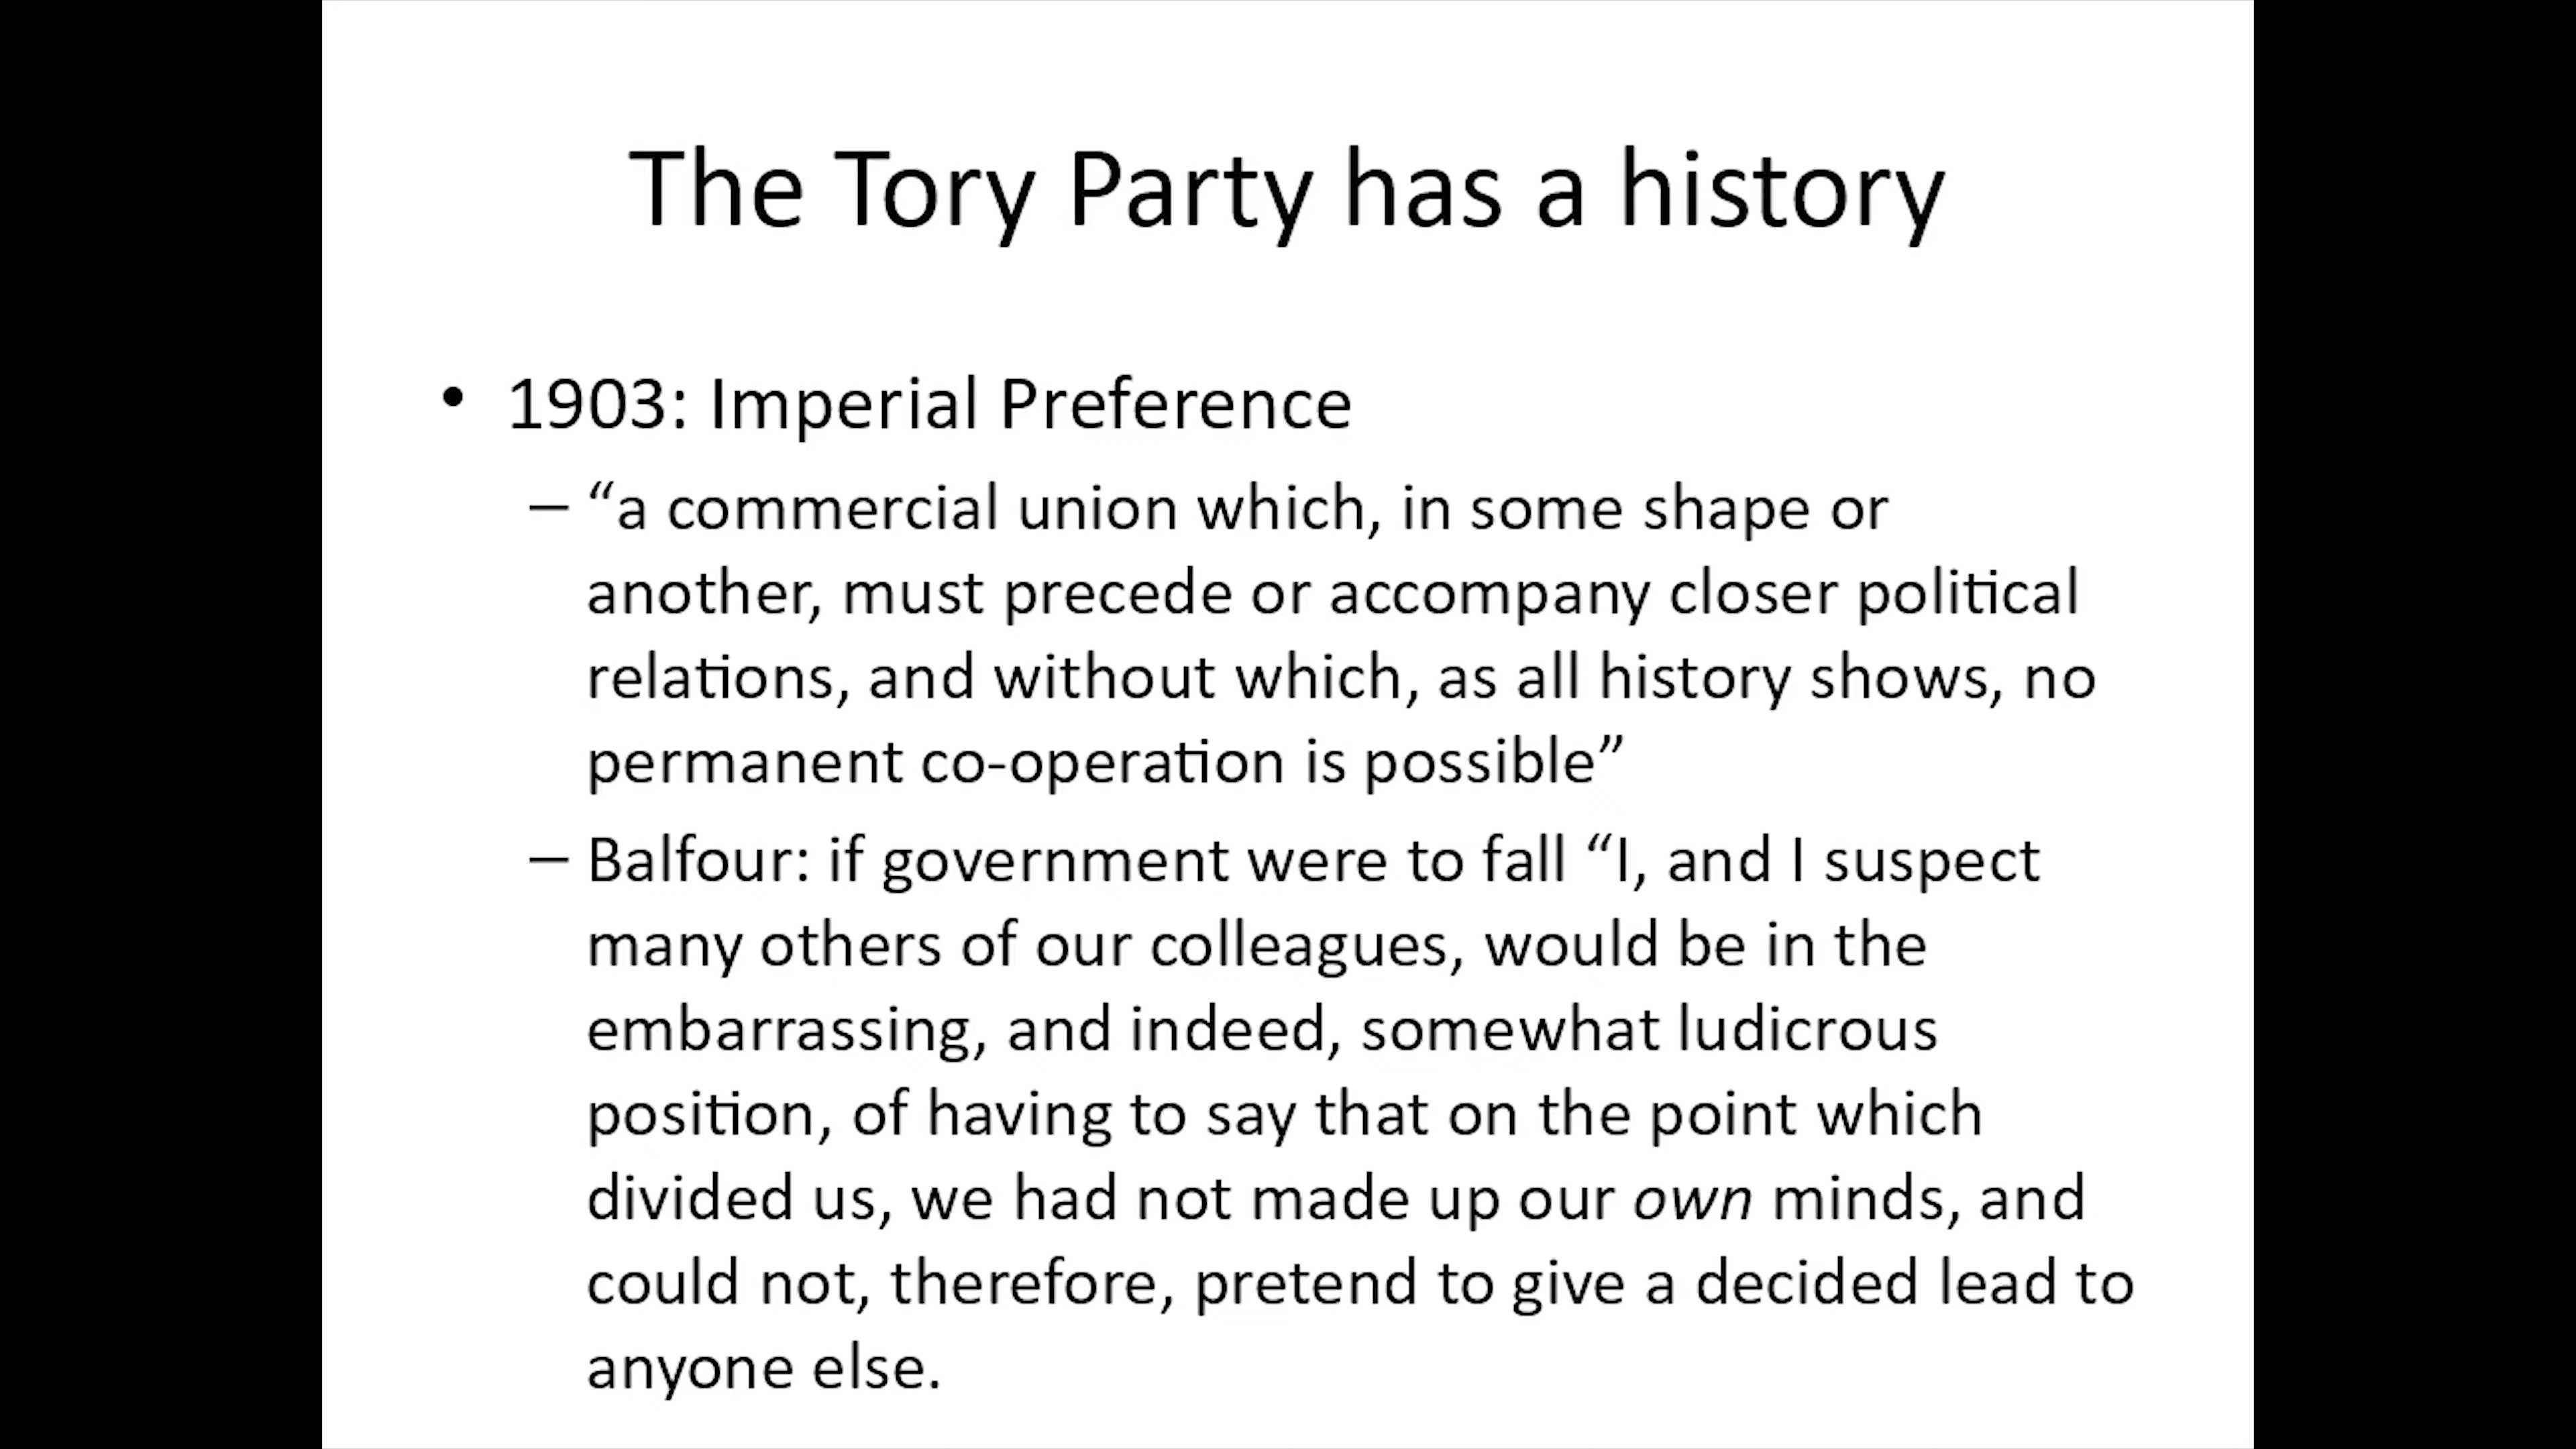 The Tory Party has a history
• 1903: Imperial Preference
– “a commercial union which, in some shape or
another, must precede or accompany closer political
relations, and without which, as all history shows, no
permanent co-operation is possible”
– Balfour: if government were to fall “I, and I suspect
many others of our colleagues, would be in the
embarrassing, and indeed, somewhat ludicrous
position, of having to say that on the point which
divided us, we had not made up our own minds, and
could not, therefore, pretend to give a decided lead to
anyone else.